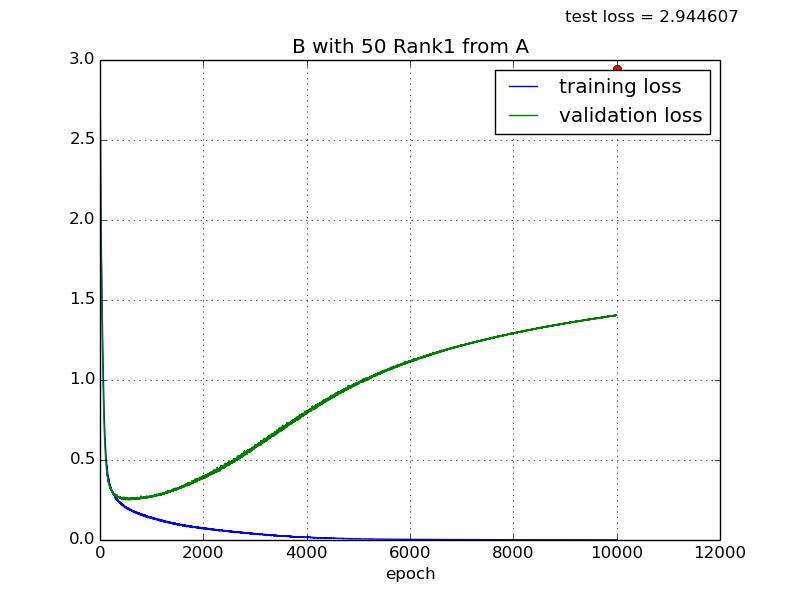 test loss = 2.944607
B with 50 Rank1 from A
3.0
2.5
2.0
1.5
1.0
0.5
0.0
training loss
validation loss
0 2000 4000 6000 8000 10000 12000
epoch